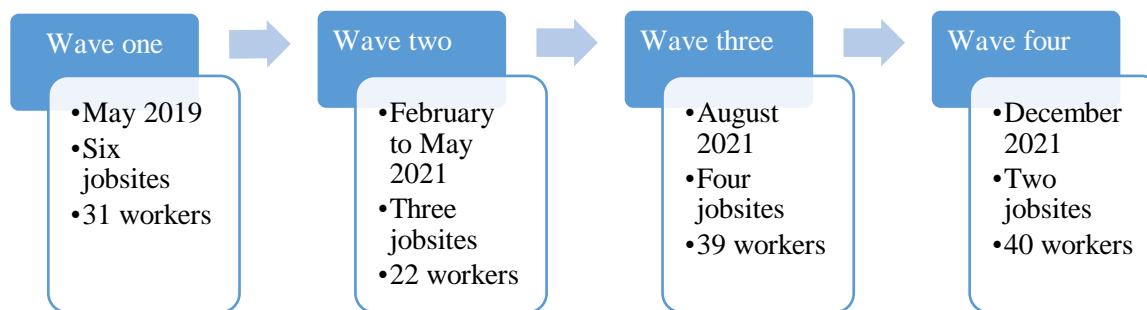 Wave one
•May 2019
•Six
jobsites
•31 workers
Wave two
•February
to May
2021
•Three
jobsites
•22 workers
Wave three
•August
2021
•Four
jobsites
•39 workers
Wave four
•December
2021
•Two
jobsites
•40 workers